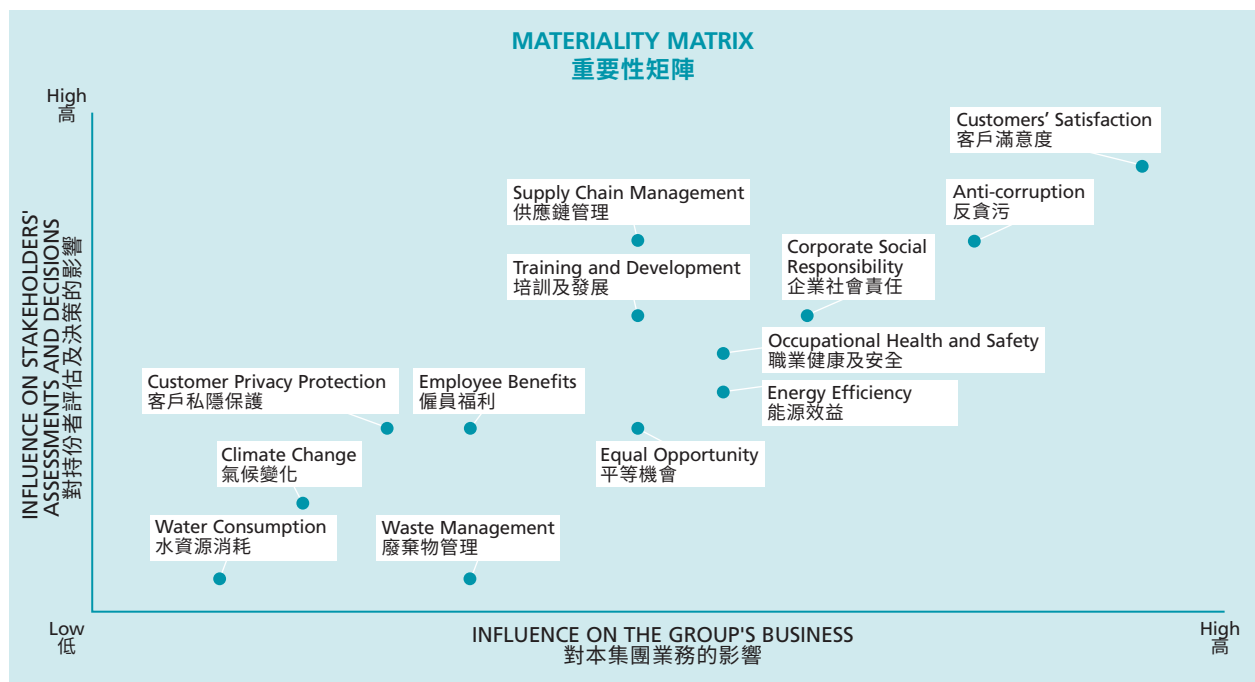 MATERIALITY MATRIX
重要性矩陣
High
高
INFLUENCE ON STAKEHOLDERS'
ASSESSMENTS AND DECISIONS
對持份者評估及決策的影響
Customers' Satisfaction
客戶滿意度
Supply Chain Management
供應鏈管理
Anti-corruption
反貪污
Training and Development
培訓及發展
Corporate Social
Responsibility
企業社會責任
Occupational Health and Safety
職業健康及安全
Customer Privacy Protection
客戶私隱保護
Employee Benefits
僱員福利
Energy Efficiency
能源效益
Climate Change
氣候變化
Equal Opportunity
平等機會
Water Consumption
水資源消耗
Waste Management
廢棄物管理
Low
低
INFLUENCE ON THE GROUP'S BUSINESS
對本集團業務的影響
High
高